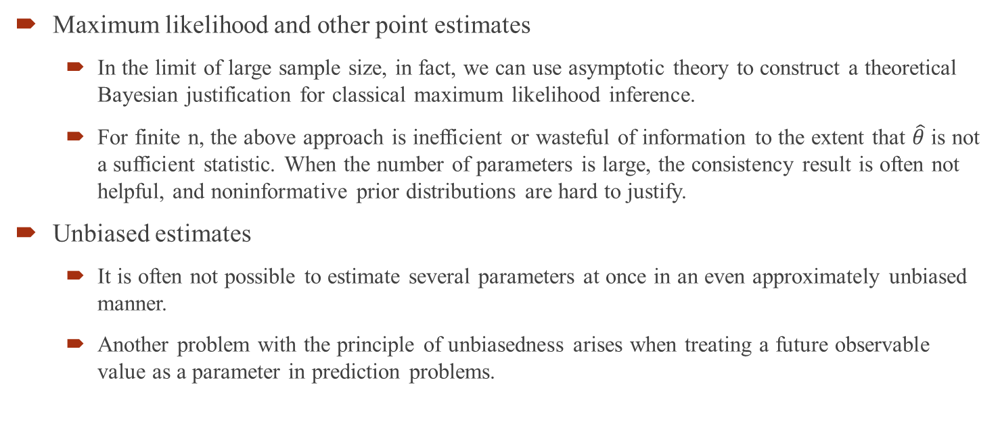 Maximum likelihood and other point estimates
In the limit of large sample size, in fact, we can use asymptotic theory to construct a theoretical
Bayesian justification for classical maximum likelihood inference.
For finite n, the above approach is inefficient or wasteful of information to the extent that θ̂ is not
a sufficient statistic. When the number of parameters is large, the consistency result is often not
helpful, and noninformative prior distributions are hard to justify.
Unbiased estimates
It is often not possible to estimate several parameters at once in an even approximately unbiased
manner.
Another problem with the principle of unbiasedness arises when treating a future observable
value as a parameter in prediction problems.